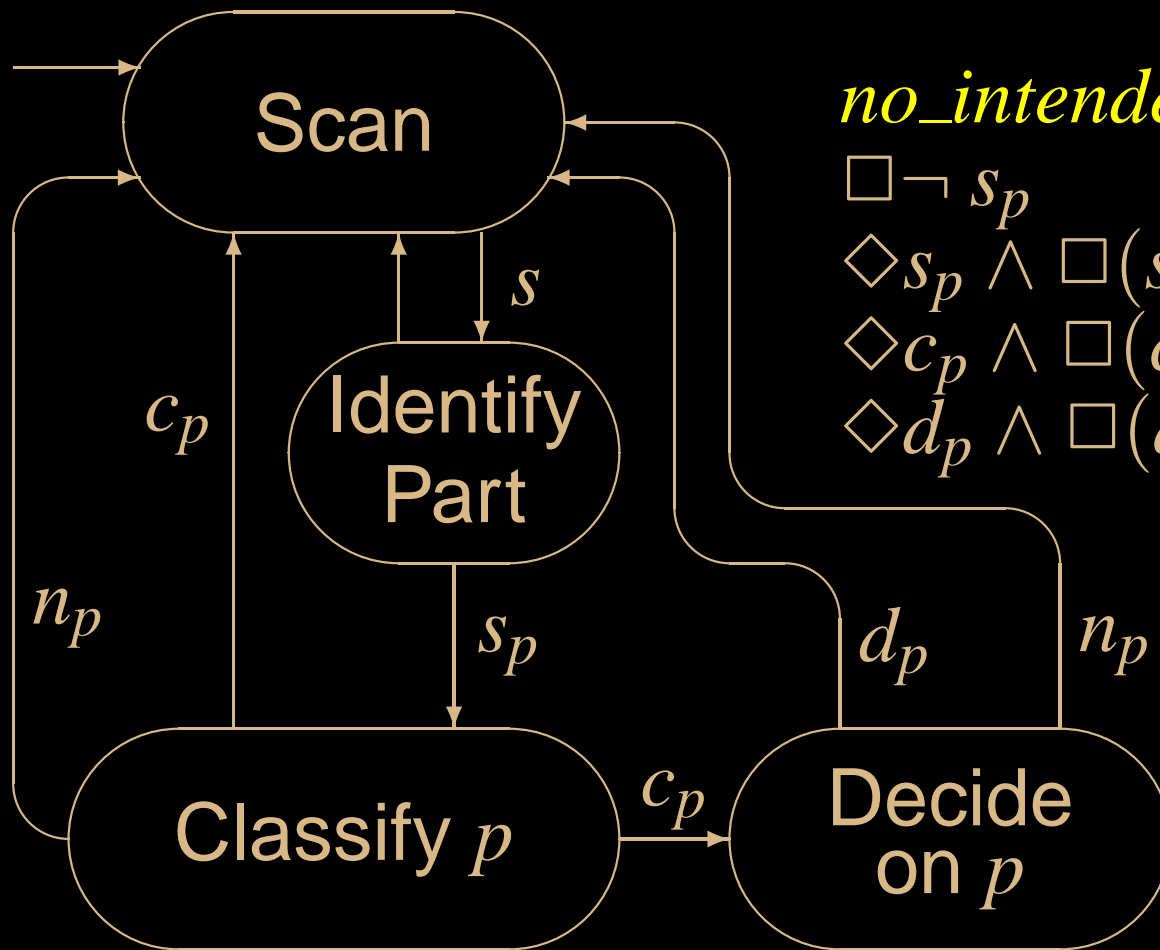 Scan
no_intende
□¬ s_p
◇s_p ∧ □(s
◇c_p ∧ □(c
◇d_p ∧ □(d
s
c_p
Identify
Part
n_p
s_p
d_p
n_p
Classify p
c_p
Decide
on p